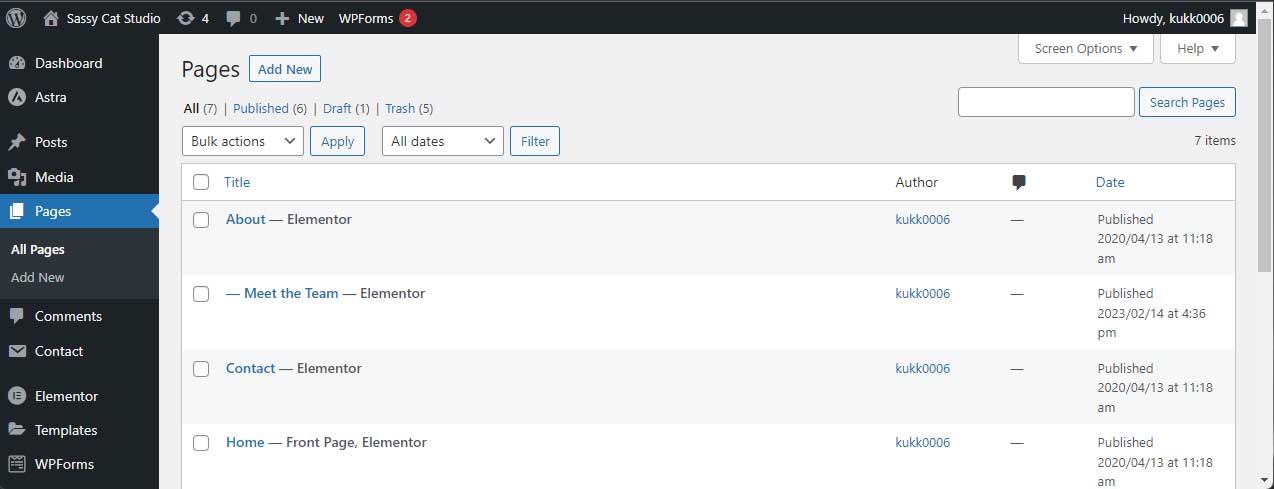 Sassy Cat Studio 4 0 New WPForms 2 Howdy, kukk0006
Screen Options Help
Dashboard
Astra
Posts
Media
Pages
All Pages
Add New
Comments
Contact
Elementor
Templates
WPForms
Pages Add New
All (7) | Published (6) | Draft (1) | Trash (5)
Search Pages
Bulk actions Apply All dates Filter 7 items
Title Author Date
About — Elementor kukk0006 — Published
2020/04/13 at 11:18
am
— Meet the Team — Elementor kukk0006 — Published
2023/02/14 at 4:36
pm
Contact — Elementor kukk0006 — Published
2020/04/13 at 11:18
am
Home — Front Page, Elementor kukk0006 — Published
2020/04/13 at 11:18